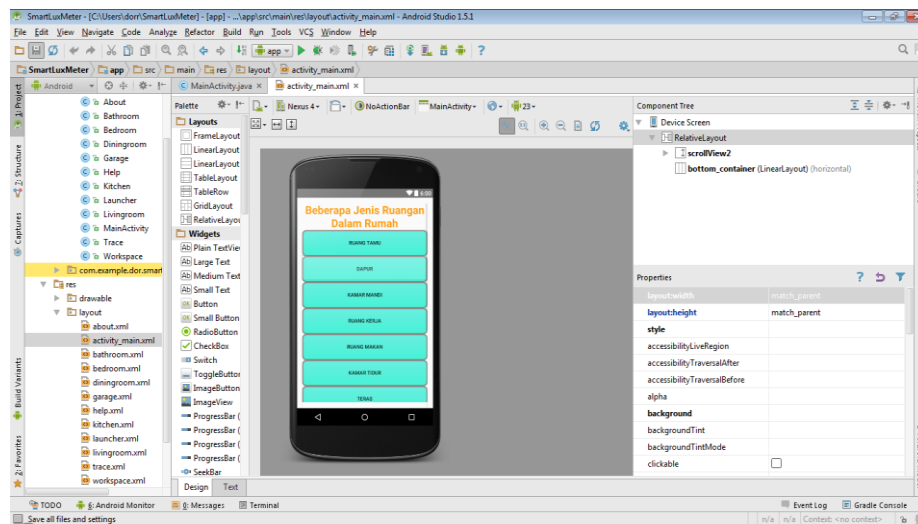 SmartLuxMeter - [C:\Users\dorr\SmartLuxMeter] - [app] - ...\app\src\main\res\layout\activity_main.xml - Android Studio 1.5.1
File Edit View Navigate Code Analyze Refactor Build Run Tools VCS Window Help
app
SmartLuxMeter app src main res layout activity_main.xml
1: Project
Z: Structure
Captures
Build Variants
2: Favorites
Android
About
Bathroom
Bedroom
Diningroom
Garage
Help
Kitchen
Launcher
Livingroom
MainActivity
Trace
Workspace
com.example.dor.smart
res
drawable
layout
about.xml
activity_main.xml
bathroom.xml
bedroom.xml
diningroom.xml
garage.xml
help.xml
kitchen.xml
launcher.xml
livingroom.xml
trace.xml
workspace.xml
MainActivity.java
activity_main.xml
Palette
Layouts
FrameLayout
LinearLayout
LinearLayout
TableLayout
TableRow
GridLayout
RelativeLayou
Widgets
Plain TextVie
Large Text
Medium Text
Small Text
Button
Small Button
RadioButton
CheckBox
Switch
ToggleButton
ImageButton
ImageView
ProgressBar (
ProgressBar (
ProgressBar (
ProgressBar (
SeekBar
Design Text
Nexus 4 NoActionBar MainActivity 23
6:00
Beberapa Jenis Ruangan
Dalam Rumah
RUANG TAMU
DAPUR
KAMAR MANDI
RUANG KERJA
RUANG MAKAN
KAMAR TIDUR
TERAS
Component Tree
Device Screen
RelativeLayout
scrollView2
bottom_container (LinearLayout) (horizontal)
Properties
layout:width match_parent
layout:height match_parent
style
accessibilityLiveRegion
accessibilityTraversalAfter
accessibilityTraversalBefore
alpha
background
backgroundTint
backgroundTintMode
clickable
TODO 6: Android Monitor 0: Messages Terminal Event Log Gradle Console
Save all files and settings n/a n/a Context: <no context>